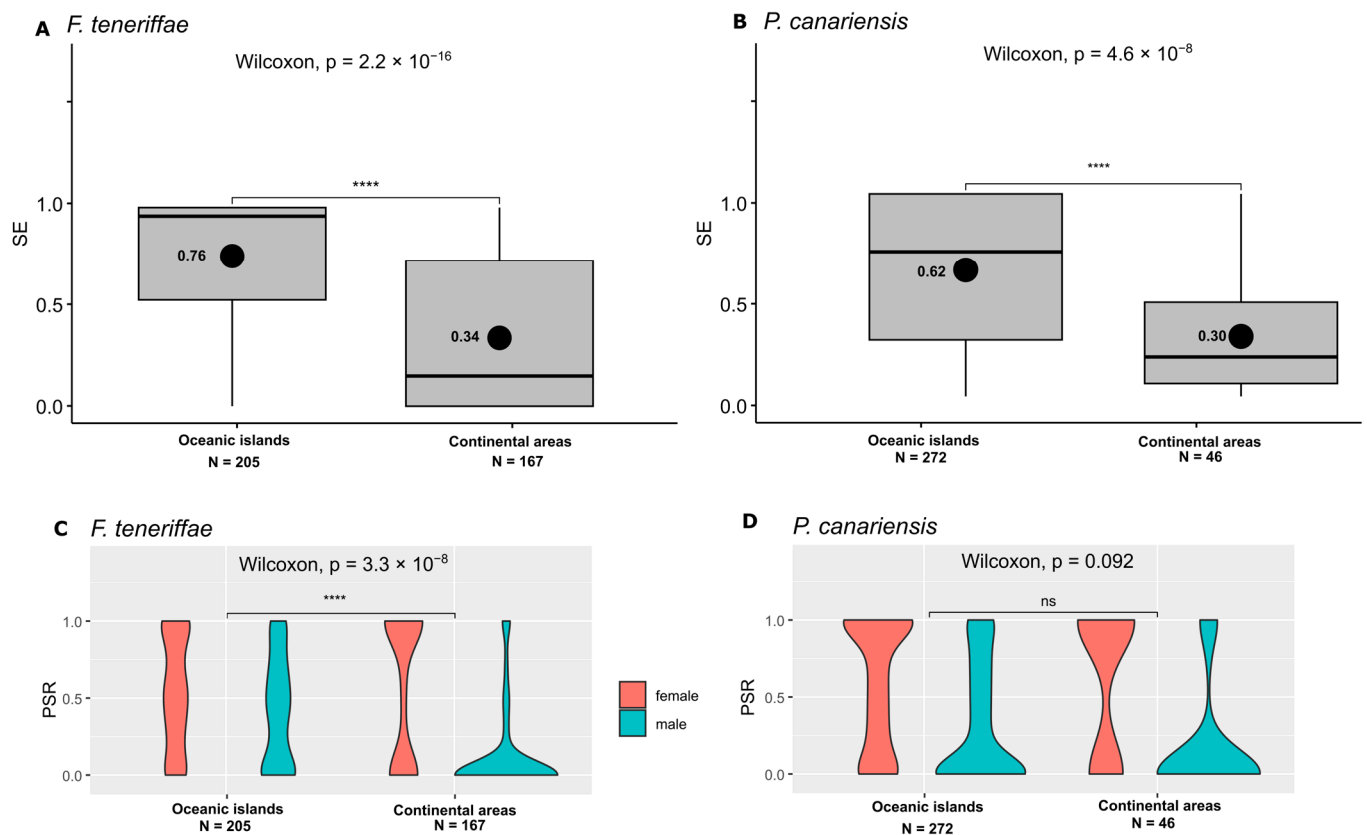 A F. teneriffae
Wilcoxon, p = 2.2 × 10⁻¹⁶
****
SE
1.0
0.5
0.0
0.76
0.34
Oceanic islands
N = 205
Continental areas
N = 167
B P. canariensis
Wilcoxon, p = 4.6 × 10⁻⁸
****
SE
1.0
0.5
0.0
0.62
0.30
Oceanic islands
N = 272
Continental areas
N = 46
C F. teneriffae
Wilcoxon, p = 3.3 × 10⁻⁸
****
PSR
1.0
0.5
0.0
Oceanic islands
N = 205
Continental areas
N = 167
female
male
D P. canariensis
Wilcoxon, p = 0.092
ns
PSR
1.0
0.5
0.0
Oceanic islands
N = 272
Continental areas
N = 46